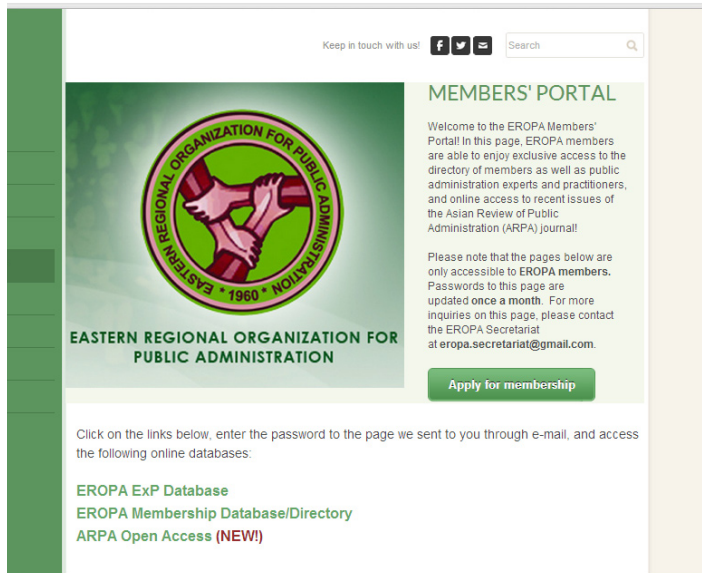 Keep in touch with us!
Search
EASTERN REGIONAL ORGANIZATION FOR PUBLIC ADMINISTRATION
* 1960 *
EASTERN REGIONAL ORGANIZATION FOR
PUBLIC ADMINISTRATION
MEMBERS' PORTAL
Welcome to the EROPA Members'
Portal! In this page, EROPA members
are able to enjoy exclusive access to the
directory of members as well as public
administration experts and practitioners,
and online access to recent issues of
the Asian Review of Public
Administration (ARPA) journal!
Please note that the pages below are
only accessible to EROPA members.
Passwords to this page are
updated once a month. For more
inquiries on this page, please contact
the EROPA Secretariat
at eropa.secretariat@gmail.com.
Apply for membership
Click on the links below, enter the password to the page we sent to you through e-mail, and access
the following online databases:
EROPA ExP Database
EROPA Membership Database/Directory
ARPA Open Access (NEW!)